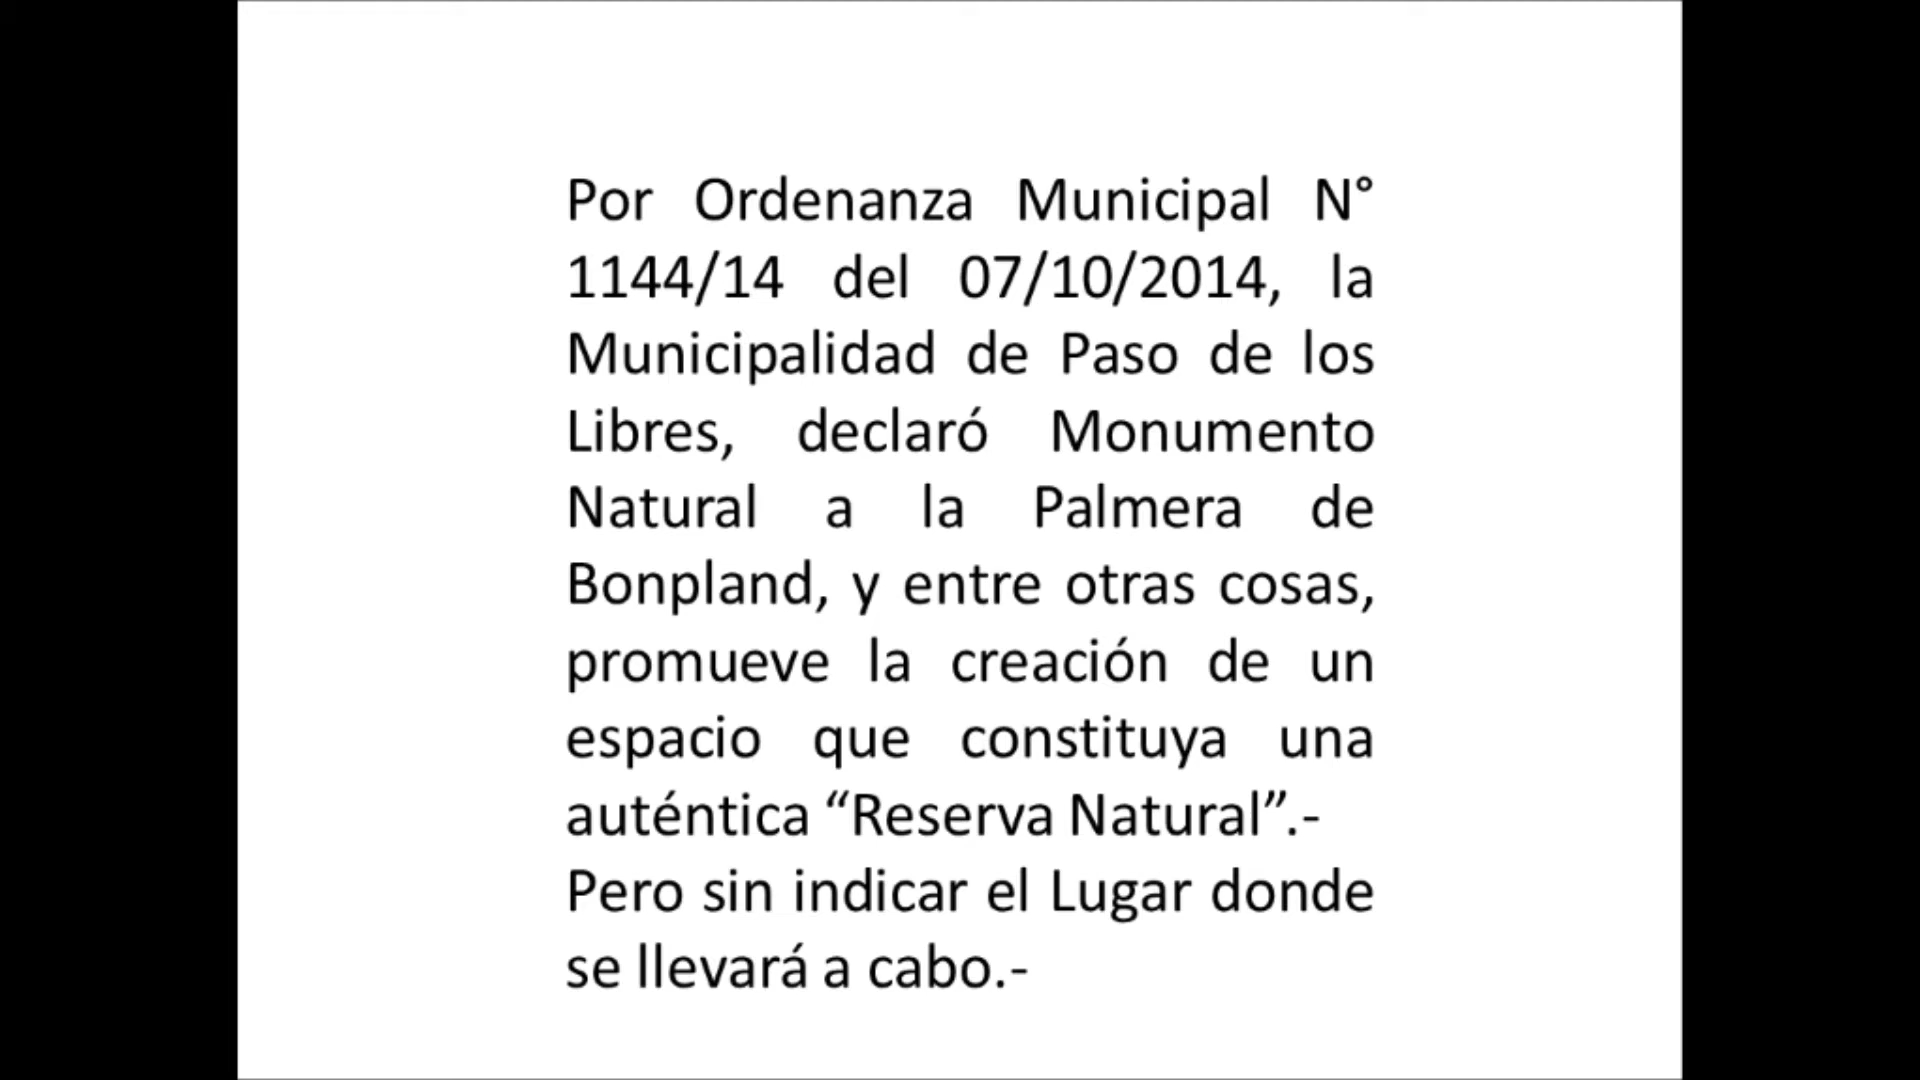 Por Ordenanza Municipal N°
1144/14 del 07/10/2014, la
Municipalidad de Paso de los
Libres, declaró Monumento
Natural a la Palmera de
Bonpland, y entre otras cosas,
promueve la creación de un
espacio que constituya una
auténtica “Reserva Natural”.-
Pero sin indicar el Lugar donde
se llevará a cabo.-